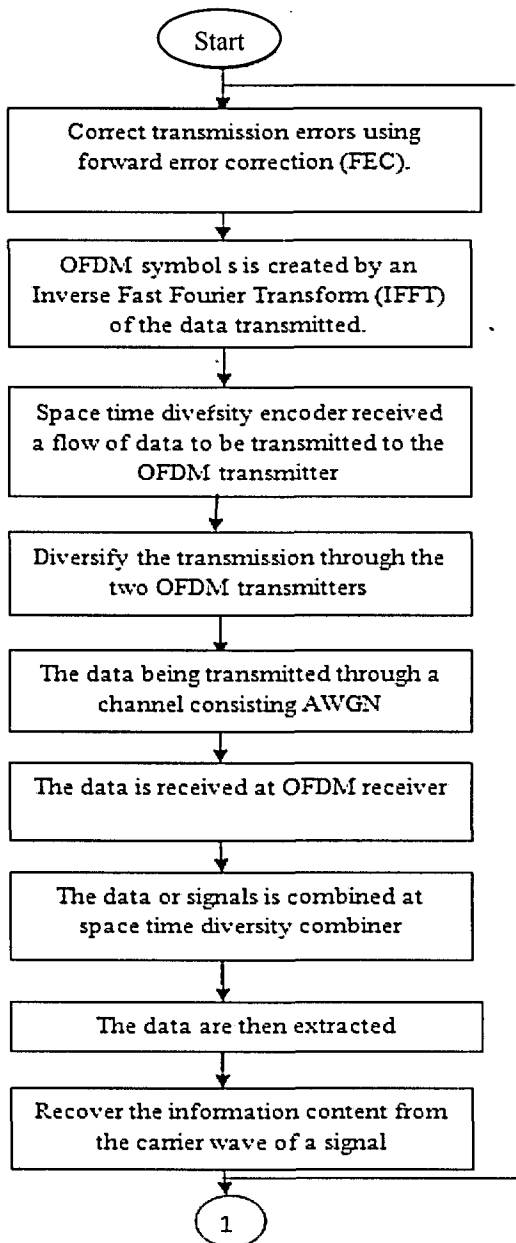 Start
Correct transmission errors using
forward error correction (FEC).
OFDM symbol s is created by an
Inverse Fast Fourier Transform (IFFT)
of the data transmitted.
Space time diversity encoder received
a flow of data to be transmitted to the
OFDM transmitter
Diversify the transmission through the
two OFDM transmitters
The data being transmitted through a
channel consisting AWGN
The data is received at OFDM receiver
The data or signals is combined at
space time diversity combiner
The data are then extracted
Recover the information content from
the carrier wave of a signal
1